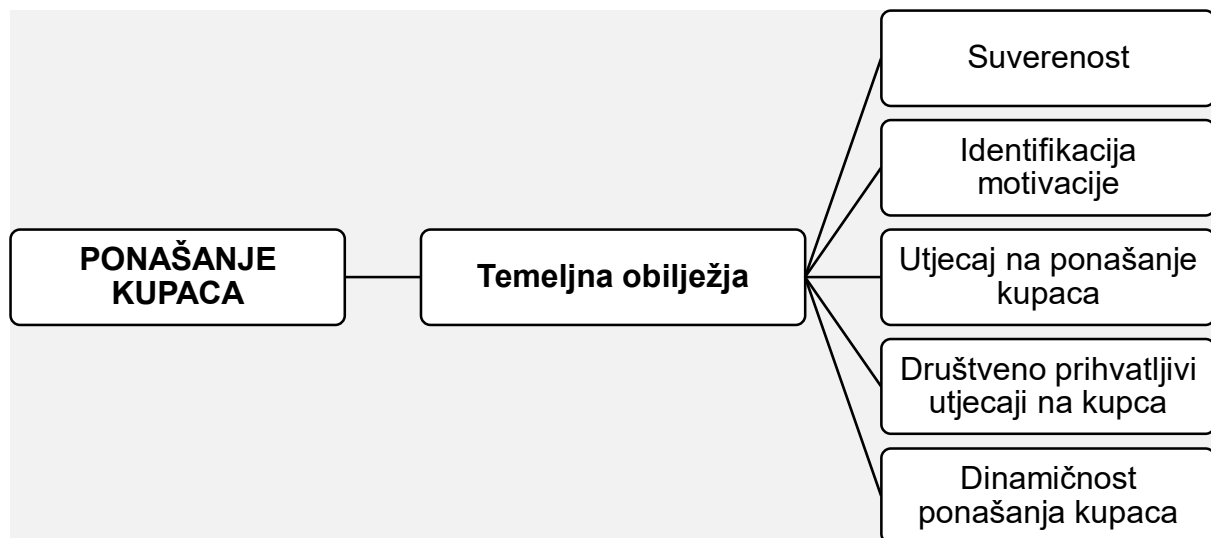 PONAŠANJE
KUPACA
Temeljna obilježja
Suverenost
Identifikacija
motivacije
Utjecaj na ponašanje
kupaca
Društveno prihvatljivi
utjecaji na kupca
Dinamičnost
ponašanja kupaca